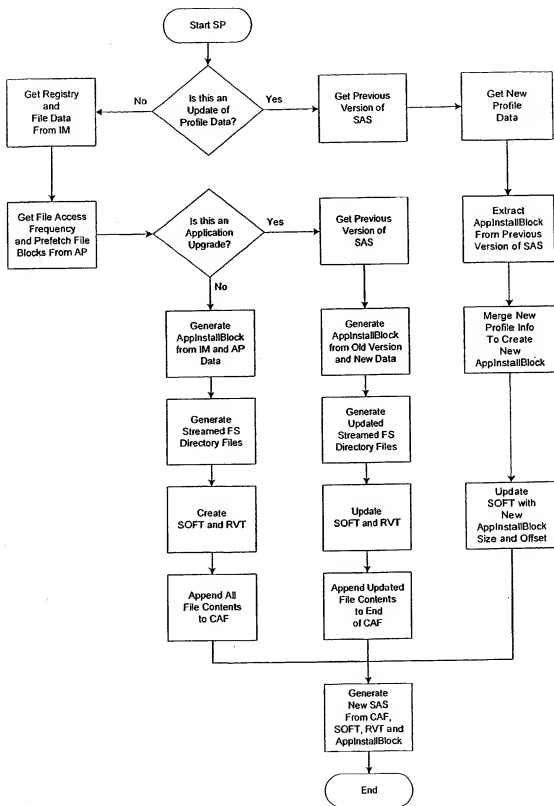 Start SP
Is this an
Update of
Profile Data?
No
Yes
Get Registry
and
File Data
From IM
Get Previous
Version of
SAS
Get New
Profile
Data
Get File Access
Frequency
and Prefetch File
Blocks From AP
Is this an
Application
Upgrade?
Yes
No
Get Previous
Version of
SAS
Extract
AppInstallBlock
From Previous
Version of SAS
Generate
AppInstallBlock
from IM and AP
Data
Generate
AppInstallBlock
from Old Version
and New Data
Merge New
Profile Info
To Create
New
AppInstallBlock
Generate
Streamed FS
Directory Files
Generate
Updated
Streamed FS
Directory Files
Create
SOFT and RVT
Update
SOFT and RVT
Update
SOFT with
New
AppInstallBlock
Size and Offset
Append All
File Contents
to CAF
Append Updated
File Contents
to End
of CAF
Generate
New SAS
From CAF,
SOFT, RVT and
AppInstallBlock
End